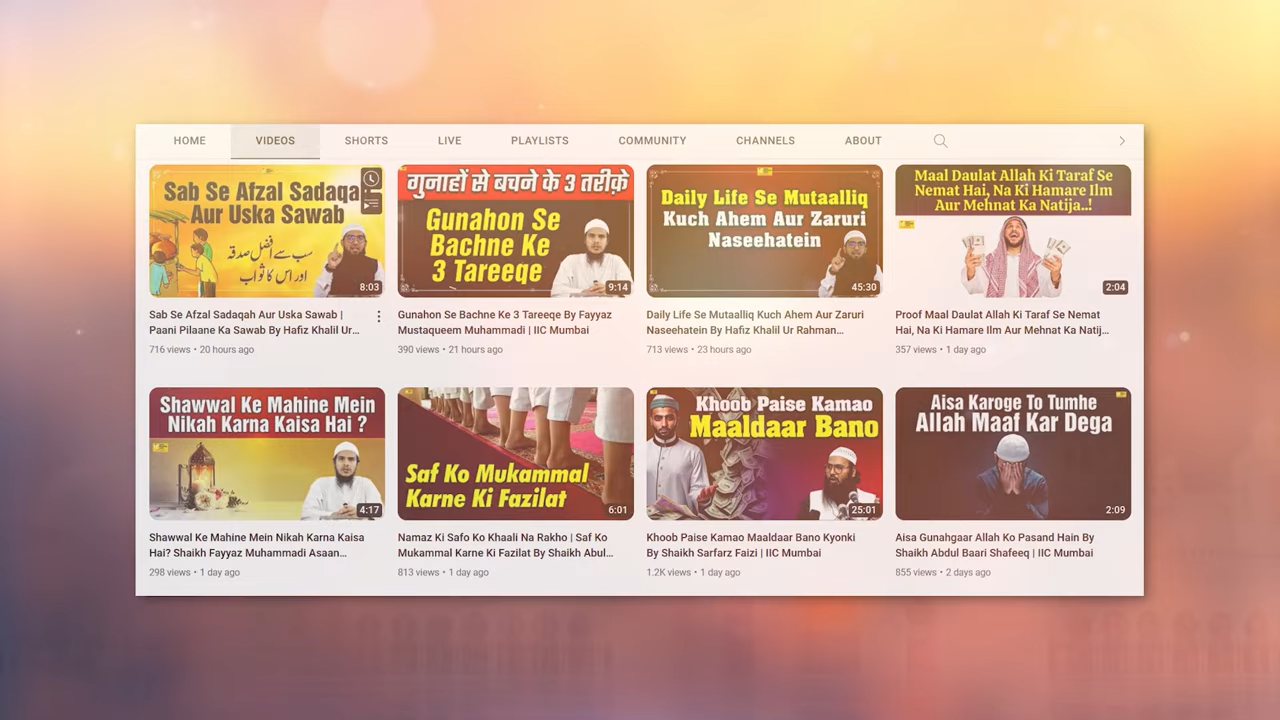 HOME VIDEOS SHORTS LIVE PLAYLISTS COMMUNITY CHANNELS ABOUT
Sab Se Afzal Sadaqa
Aur Uska Sawab
سب سے افضل صدقہ
اور اس کا ثواب
8:03
Sab Se Afzal Sadaqah Aur Uska Sawab |
Paani Pilaane Ka Sawab By Hafiz Khalil Ur...
716 views • 20 hours ago
गुनाहों से बचने के 3 तरीक़े
Gunahon Se
Bachne Ke
3 Tareeqe
9:14
Gunahon Se Bachne Ke 3 Tareeqe By Fayyaz
Mustaqueem Muhammadi | IIC Mumbai
390 views • 21 hours ago
Daily Life Se Mutaalliq
Kuch Ahem Aur Zaruri
Naseehatein
45:30
Daily Life Se Mutaalliq Kuch Ahem Aur Zaruri
Naseehatein By Hafiz Khalil Ur Rahman...
713 views • 23 hours ago
Maal Daulat Allah Ki Taraf Se
Nemat Hai, Na Ki Hamare Ilm
Aur Mehnat Ka Natija..!
2:04
Proof Maal Daulat Allah Ki Taraf Se Nemat
Hai, Na Ki Hamare Ilm Aur Mehnat Ka Natij...
357 views • 1 day ago
Shawwal Ke Mahine Mein
Nikah Karna Kaisa Hai ?
4:17
Shawwal Ke Mahine Mein Nikah Karna Kaisa
Hai? Shaikh Fayyaz Muhammadi Asaan...
298 views • 1 day ago
Saf Ko Mukammal
Karne Ki Fazilat
6:01
Namaz Ki Safo Ko Khaali Na Rakho | Saf Ko
Mukammal Karne Ki Fazilat By Shaikh Abul...
813 views • 1 day ago
Khoob Paise Kamao
Maaldaar Bano
25:01
Khoob Paise Kamao Maaldaar Bano Kyonki
By Shaikh Sarfarz Faizi | IIC Mumbai
1.2K views • 1 day ago
Aisa Karoge To Tumhe
Allah Maaf Kar Dega
2:09
Aisa Gunahgaar Allah Ko Pasand Hain By
Shaikh Abdul Baari Shafeeq | IIC Mumbai
855 views • 2 days ago